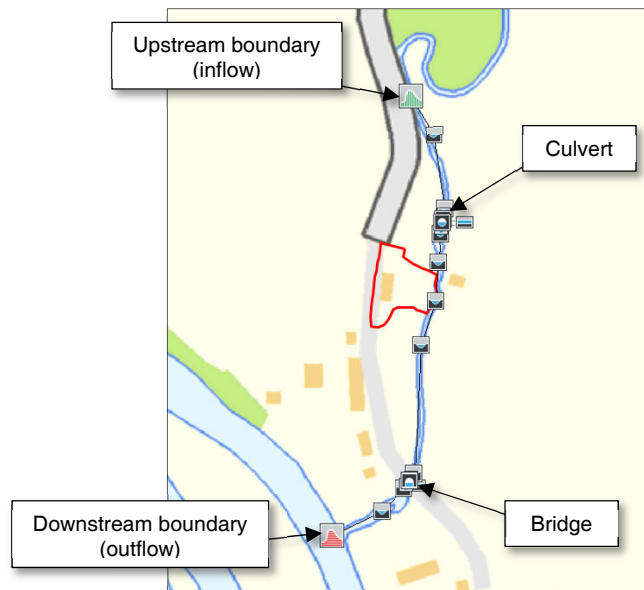 Upstream boundary
(inflow)
Culvert
Downstream boundary
(outflow)
Bridge